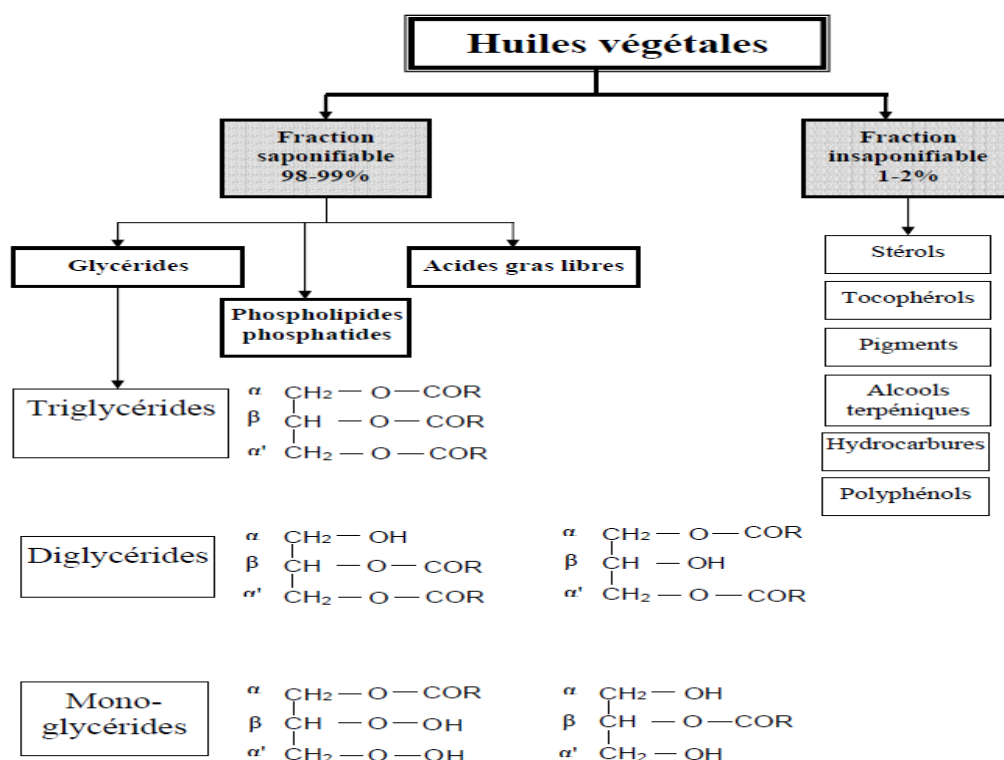 Huiles végétales
Fraction
saponifiable
98-99%
Fraction
insaponifiable
1-2%
Glycérides
Acides gras libres
Phospholipides
phosphatides
Stérols
Tocophérols
Pigments
Alcools
terpéniques
Hydrocarbures
Polyphénols
Triglycérides
α CH₂ — O — COR
β CH — O — COR
α' CH₂ — O — COR
Diglycérides
α CH₂ — OH
β CH — O — COR
α' CH₂ — O — COR
α CH₂ — O — COR
β CH — OH
α' CH₂ — O — COR
Mono-
glycérides
α CH₂ — O — COR
β CH — O — OH
α' CH₂ — O — OH
α CH₂ — OH
β CH — O — COR
α' CH₂ — OH